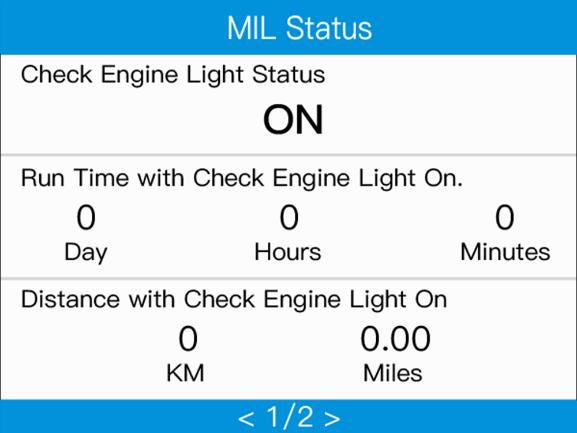 MIL Status
Check Engine Light Status
ON
Run Time with Check Engine Light On.
0 0 0
Day Hours Minutes
Distance with Check Engine Light On
0 0.00
KM Miles
< 1/2 >